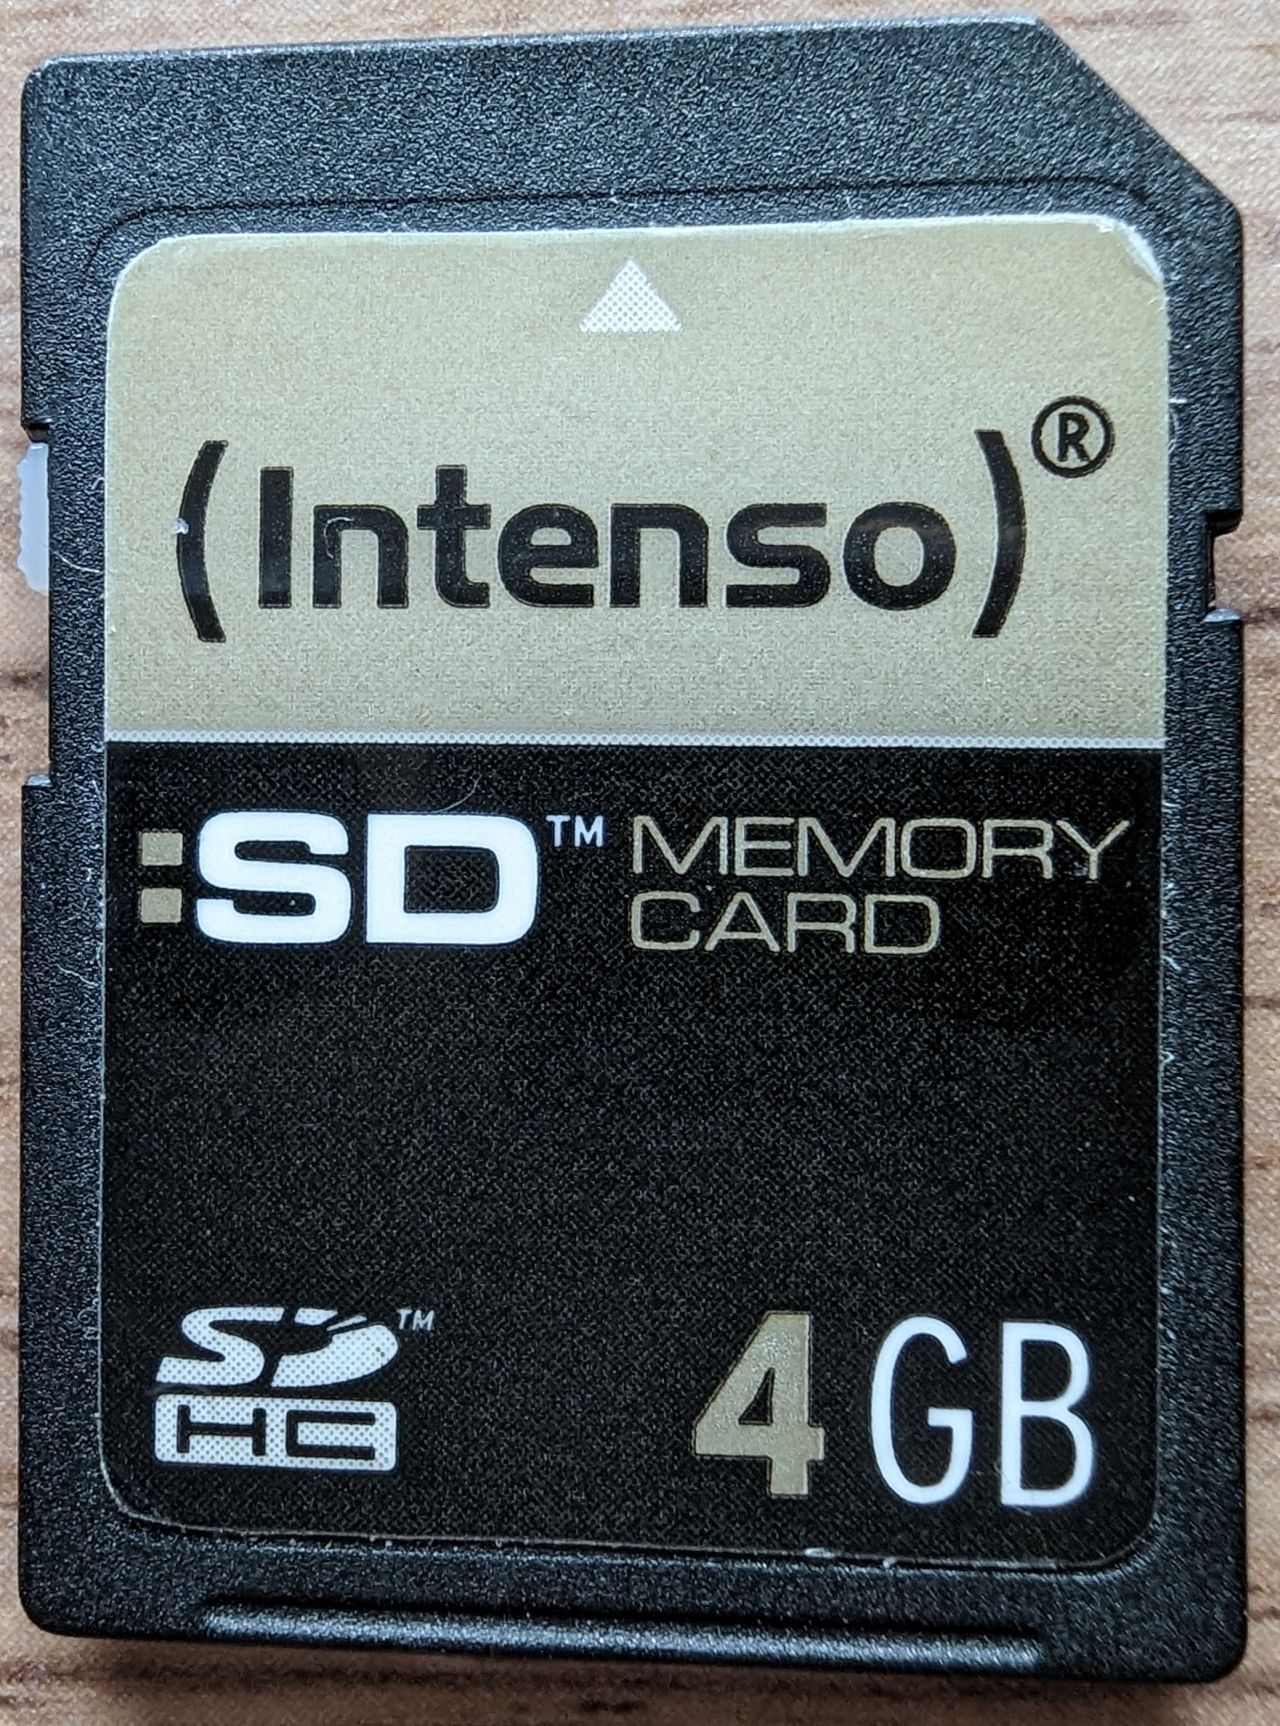 (Intenso)®
:SD™ MEMORY
CARD
SD™
HC
4 GB